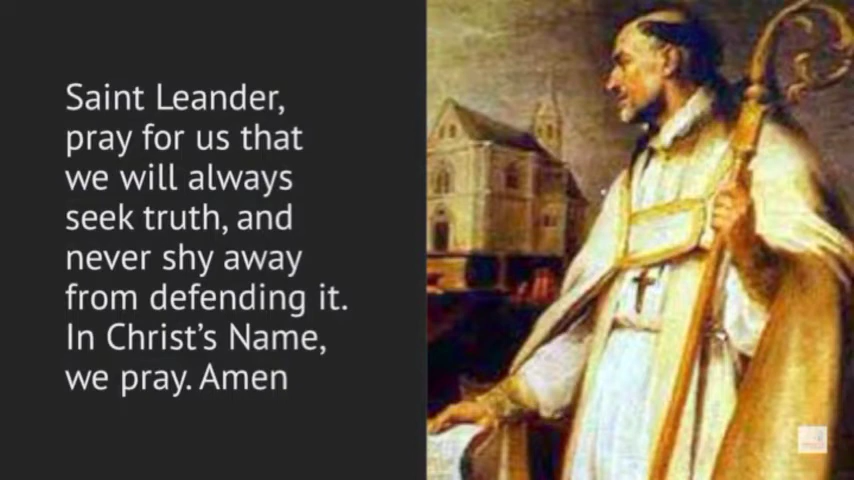 Saint Leander,
pray for us that
we will always
seek truth, and
never shy away
from defending it.
In Christ’s Name,
we pray. Amen